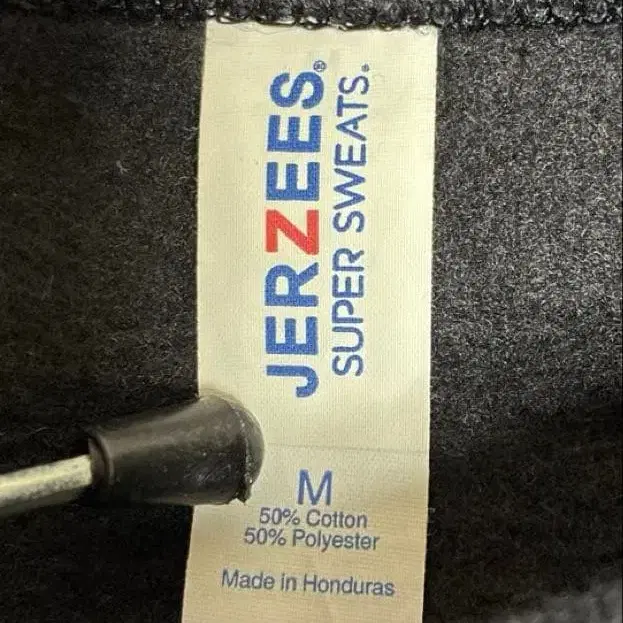 JERZEES®
SUPER SWEATS®
M
50% Cotton
50% Polyester
Made in Honduras